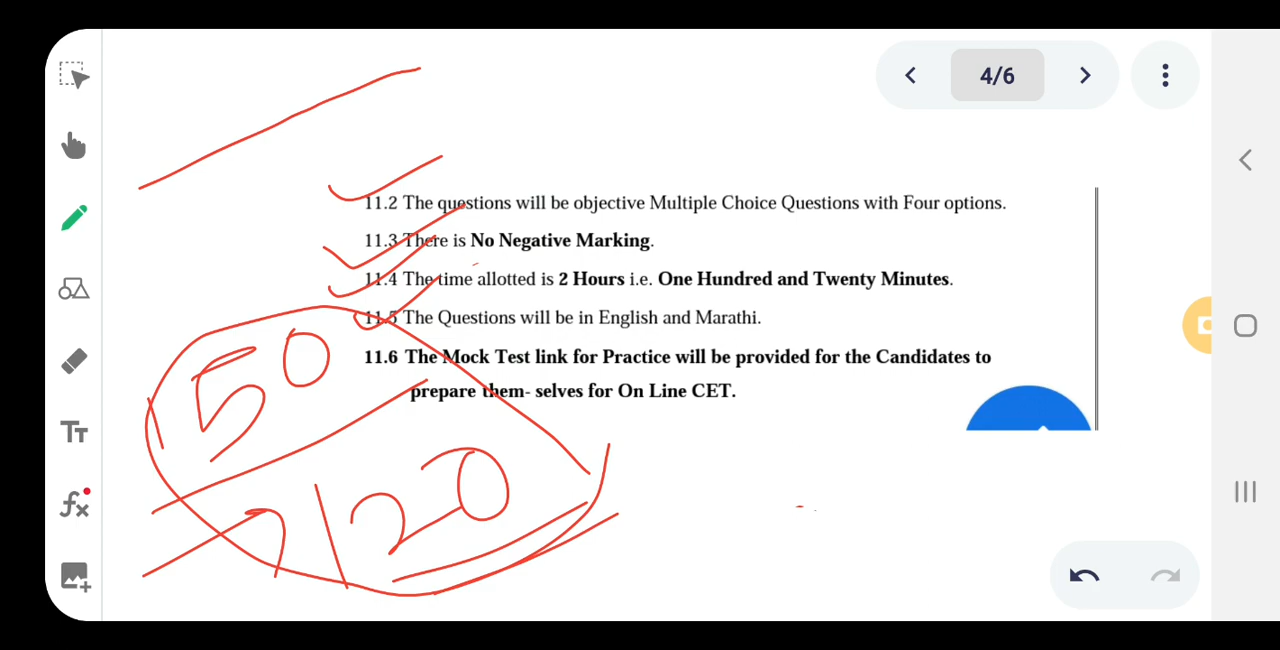 4/6
11.2 The questions will be objective Multiple Choice Questions with Four options.
11.3 There is No Negative Marking.
11.4 The time allotted is 2 Hours i.e. One Hundred and Twenty Minutes.
11.5 The Questions will be in English and Marathi.
11.6 The Mock Test link for Practice will be provided for the Candidates to
prepare them- selves for On Line CET.
150
120
Tт
fx